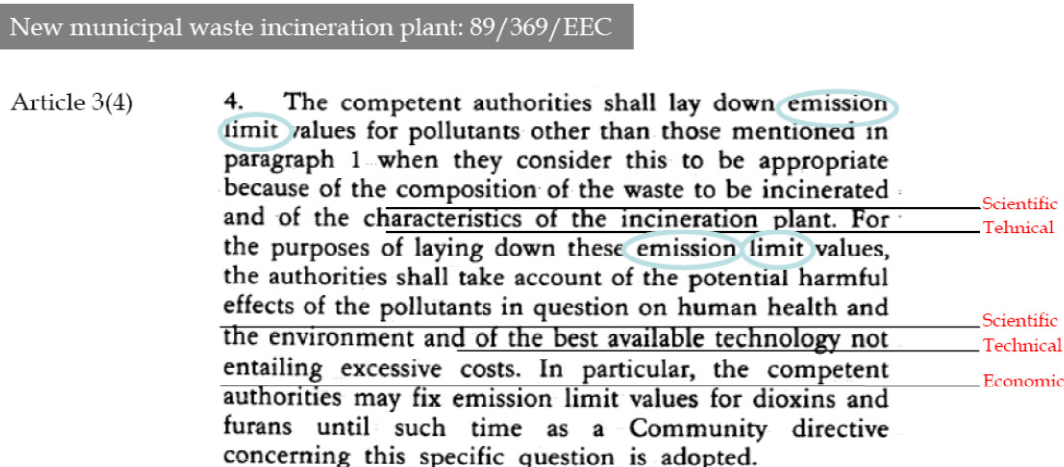 New municipal waste incineration plant: 89/369/EEC
Article 3(4)
4. The competent authorities shall lay down emission
limit values for pollutants other than those mentioned in
paragraph 1 when they consider this to be appropriate
because of the composition of the waste to be incinerated
Scientific
and of the characteristics of the incineration plant. For
Tehnical
the purposes of laying down these emission limit values,
the authorities shall take account of the potential harmful
effects of the pollutants in question on human health and
Scientific
the environment and of the best available technology not
Technical
entailing excessive costs. In particular, the competent
Economic
authorities may fix emission limit values for dioxins and
furans until such time as a Community directive
concerning this specific question is adopted.